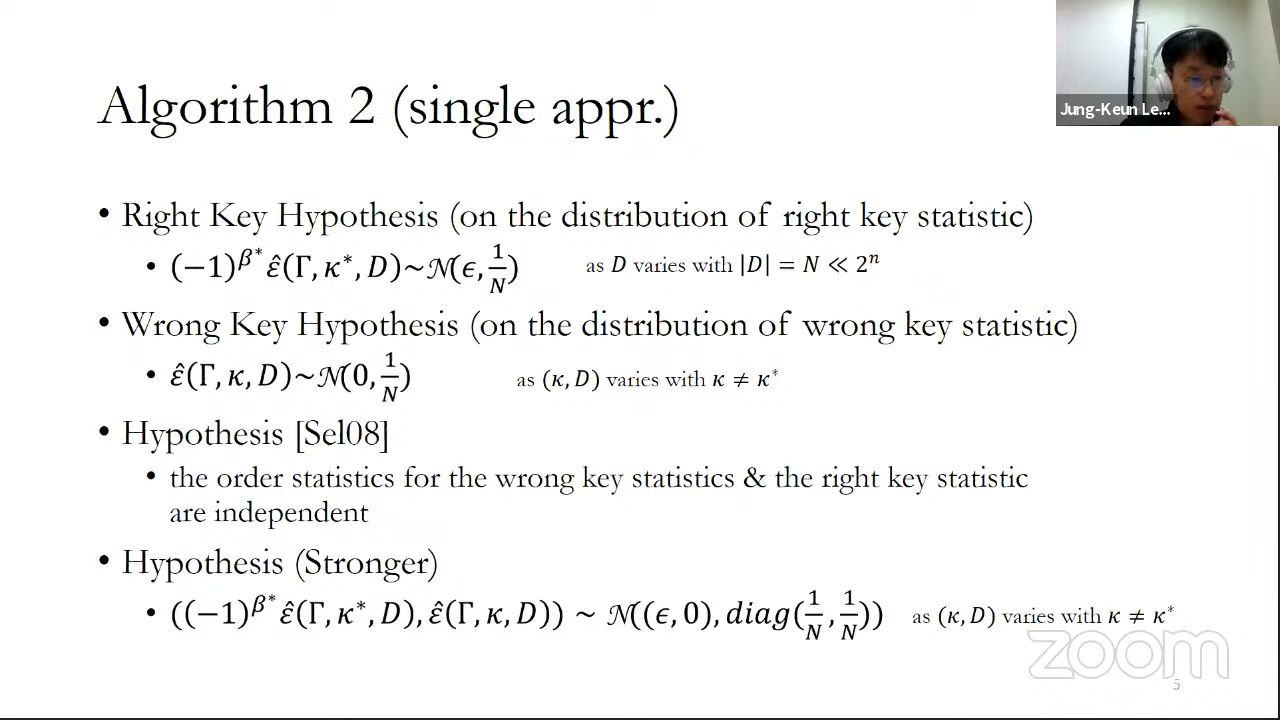 Jung-Keun Le...
Algorithm 2 (single appr.)
• Right Key Hypothesis (on the distribution of right key statistic)
• (−1)^{β*} ε̂(Γ, κ*, D)~𝒩(ϵ, 1/N) as D varies with |D| = N ≪ 2^n
• Wrong Key Hypothesis (on the distribution of wrong key statistic)
• ε̂(Γ, κ, D)~𝒩(0, 1/N) as (κ, D) varies with κ ≠ κ*
• Hypothesis [Sel08]
• the order statistics for the wrong key statistics & the right key statistic
are independent
• Hypothesis (Stronger)
• ((−1)^{β*} ε̂(Γ, κ*, D), ε̂(Γ, κ, D)) ~ 𝒩((ϵ, 0), diag(1/N, 1/N)) as (κ, D) varies with κ ≠ κ*
zoom
5